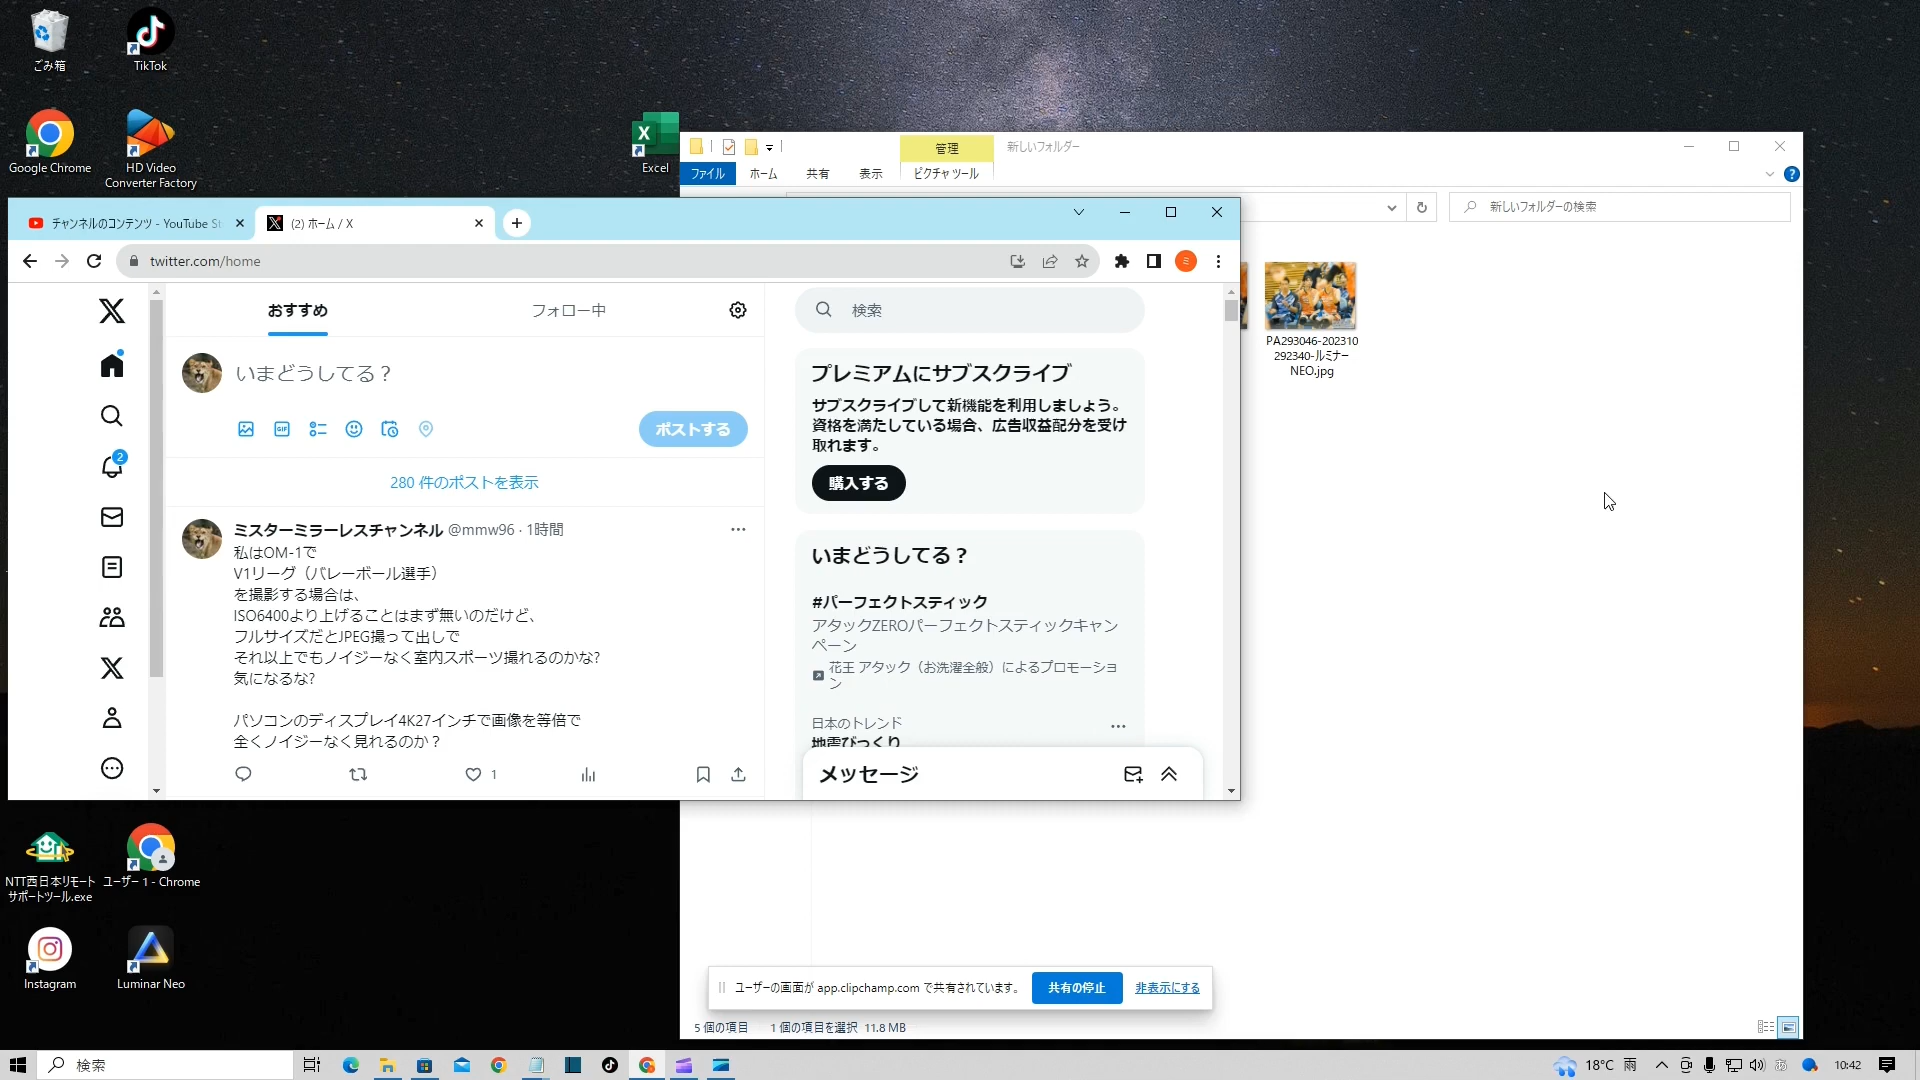 ごみ箱
TikTok
Google Chrome
HD Video
Converter Factory
Excel
管理
新しいフォルダー
ファイル
ホーム
共有
表示
ピクチャ ツール
新しいフォルダーの検索
PA293046-202310
292340-ルミナー
NEO.jpg
チャンネルのコンテンツ - YouTube St
(2) ホーム / X
twitter.com/home
おすすめ
フォロー中
検索
いまどうしてる？
GIF
ポストする
2
280 件のポストを表示
ミスターミラーレスチャンネル @mmw96 · 1時間
私はOM-1で
V1リーグ（バレーボール選手）
を撮影する場合は、
ISO6400より上げることはまず無いのだけど、
フルサイズだとJPEG撮って出しで
それ以上でもノイジーなく室内スポーツ撮れるのかな?
気になるな?
パソコンのディスプレイ4K27インチで画像を等倍で
全くノイジーなく見れるのか？
1
プレミアムにサブスクライブ
サブスクライブして新機能を利用しましょう。
資格を満たしている場合、広告収益配分を受け
取れます。
購入する
いまどうしてる？
#パーフェクトスティック
アタックZEROパーフェクトスティックキャン
ペーン
花王 アタック（お洗濯全般）によるプロモーショ
ン
日本のトレンド
地震びっくり
メッセージ
NTT西日本リモート
サポートツール.exe
ユーザー 1 - Chrome
Instagram
Luminar Neo
ユーザーの画面が app.clipchamp.com で共有されています。
共有の停止
非表示にする
5 個の項目
1 個の項目を選択 11.8 MB
検索
18°C 雨
あ
10:42